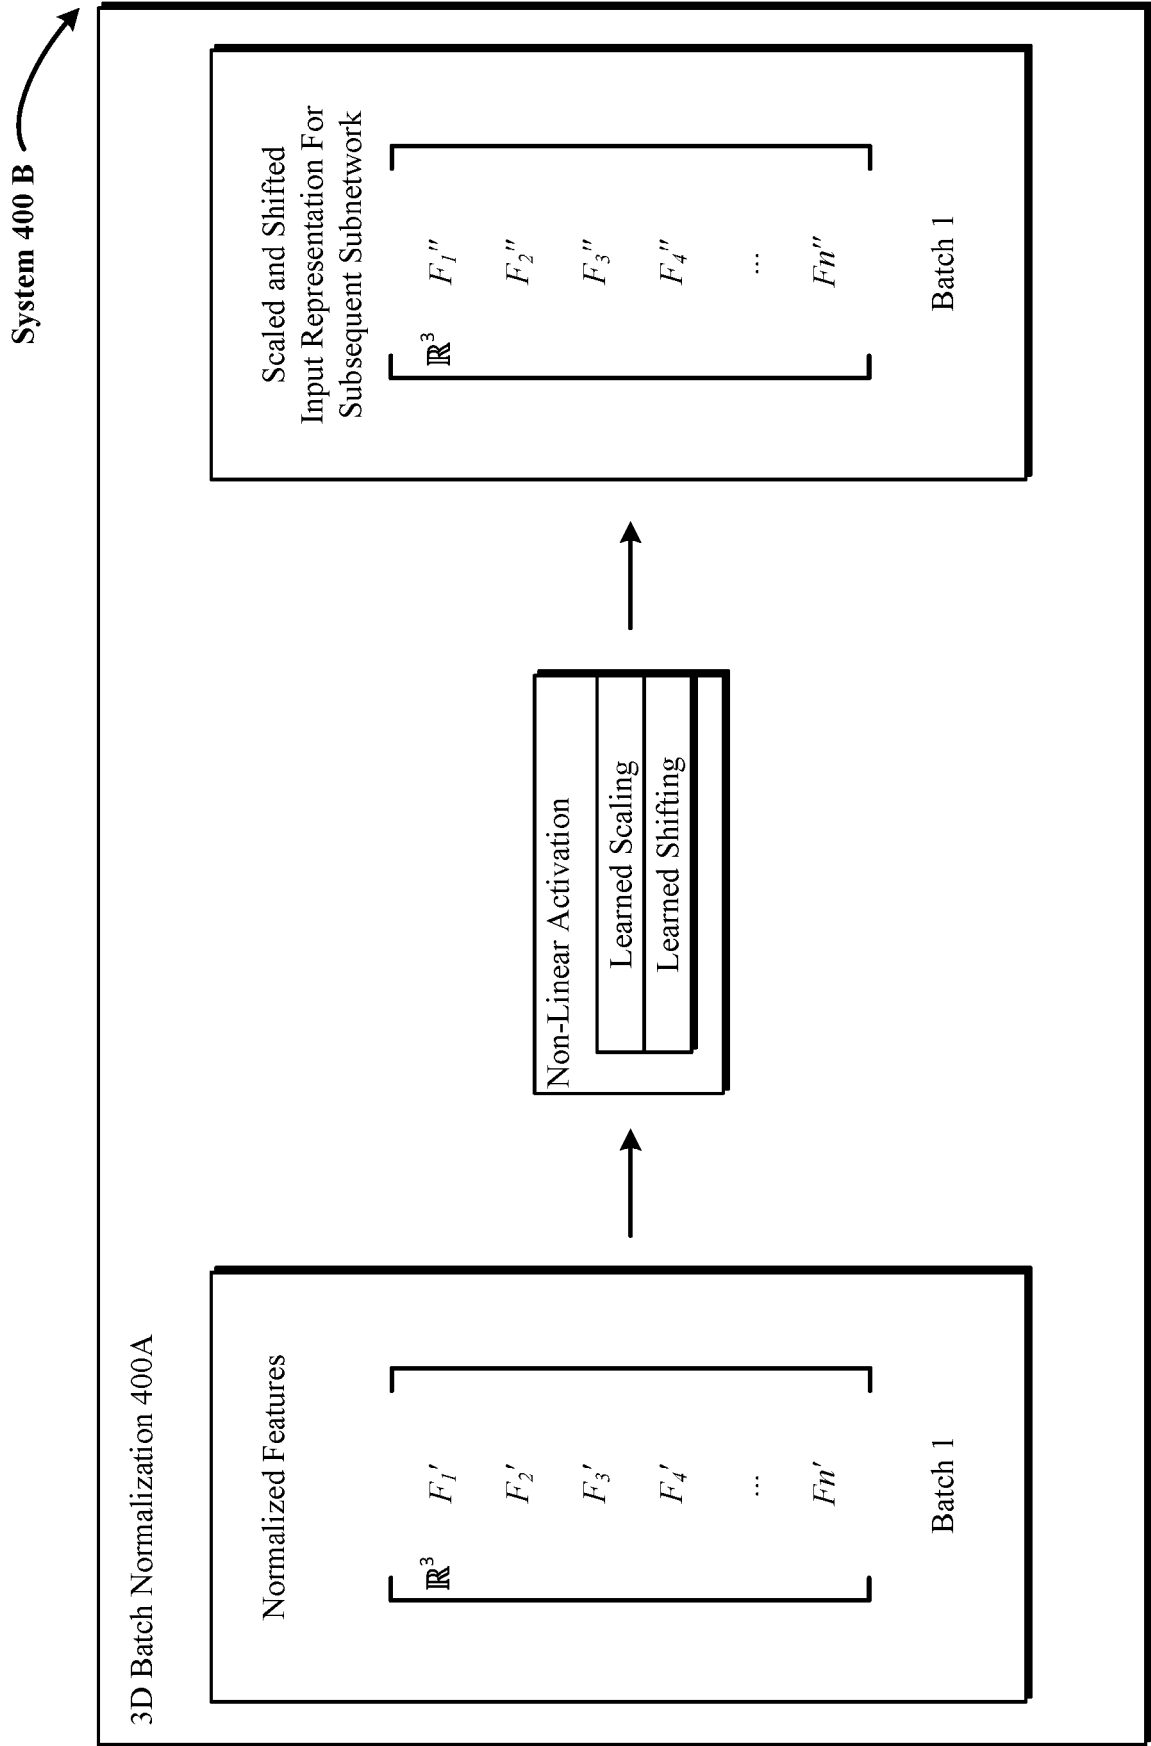 System 400 B
3D Batch Normalization 400A
Normalized Features
ℝ³
F₁'
F₂'
F₃'
F₄'
...
Fn'
Batch 1
Non-Linear Activation
Learned Scaling
Learned Shifting
Scaled and Shifted
Input Representation For
Subsequent Subnetwork
ℝ³
F₁''
F₂''
F₃''
F₄''
...
Fn''
Batch 1